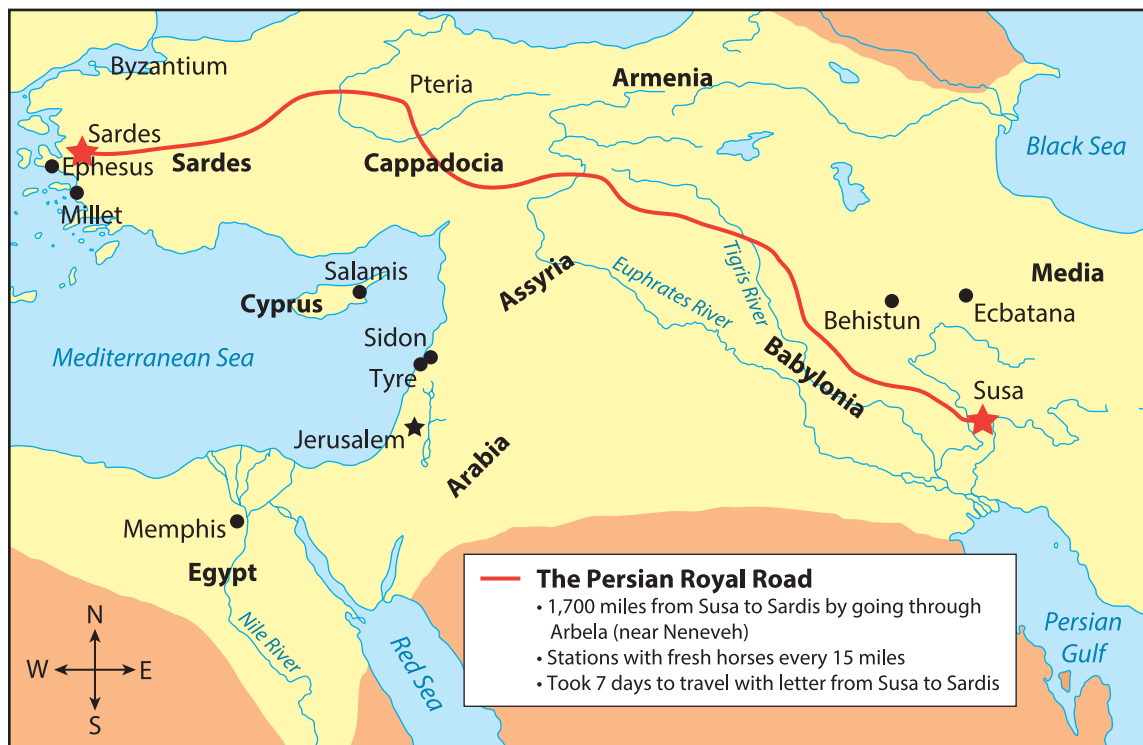 Byzantium
Pteria
Armenia
Sardes
Black Sea
Ephesus
Sardes
Cappadocia
Millet
Salamis
Cyprus
Assyria
Tigris River
Euphrates River
Media
Behistun
Ecbatana
Mediterranean Sea
Sidon
Tyre
Babylonia
Susa
Jerusalem
Arabia
Memphis
Egypt
Nile River
Red Sea
Persian
Gulf
N
W E
S
The Persian Royal Road
• 1,700 miles from Susa to Sardis by going through
Arbela (near Neneveh)
• Stations with fresh horses every 15 miles
• Took 7 days to travel with letter from Susa to Sardis